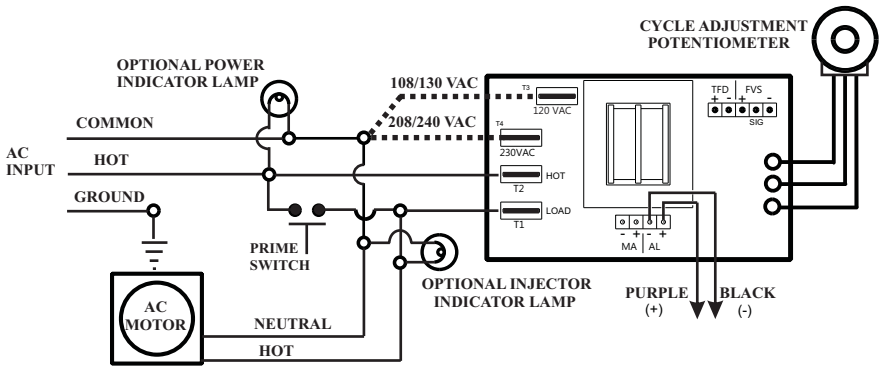 CYCLE ADJUSTMENT
POTENTIOMETER
OPTIONAL POWER
INDICATOR LAMP
108/130 VAC
T3
120 VAC
TFD FVS
+ - + -
SIG
COMMON
208/240 VAC
T4
230VAC
AC
INPUT
HOT
HOT
T2
GROUND
LOAD
T1
- + - +
MA AL
PRIME
SWITCH
OPTIONAL INJECTOR
INDICATOR LAMP
PURPLE
(+)
BLACK
(-)
AC
MOTOR
NEUTRAL
HOT